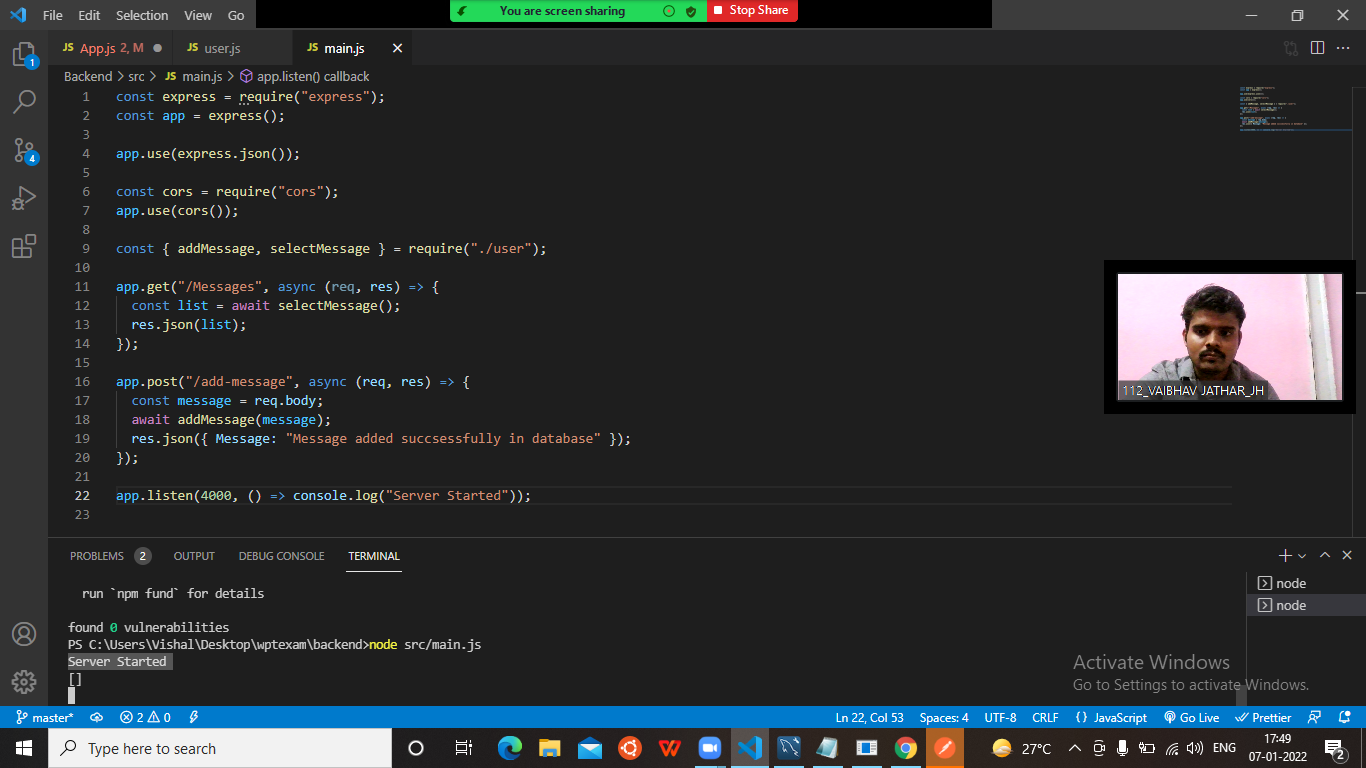 File Edit Selection View Go
You are screen sharing
Stop Share
JS App.js 2, M
JS user.js
JS main.js
Backend > src > JS main.js > app.listen() callback
1 const express = require("express");
2 const app = express();
3
4 app.use(express.json());
5
6 const cors = require("cors");
7 app.use(cors());
8
9 const { addMessage, selectMessage } = require("./user");
10
11 app.get("/Messages", async (req, res) => {
12 const list = await selectMessage();
13 res.json(list);
14 });
15
16 app.post("/add-message", async (req, res) => {
17 const message = req.body;
18 await addMessage(message);
19 res.json({ Message: "Message added succsessfully in database" });
20 });
21
22 app.listen(4000, () => console.log("Server Started"));
23
112_VAIBHAV JATHAR_JH
1
4
PROBLEMS 2 OUTPUT DEBUG CONSOLE TERMINAL
run `npm fund` for details
found 0 vulnerabilities
PS C:\Users\Vishal\Desktop\wptexam\backend>node src/main.js
Server Started
[]
node
node
Activate Windows
Go to Settings to activate Windows.
master* 2 0
Ln 22, Col 53 Spaces: 4 UTF-8 CRLF {} JavaScript Go Live Prettier
Type here to search
27°C
ENG
17:49
07-01-2022
2